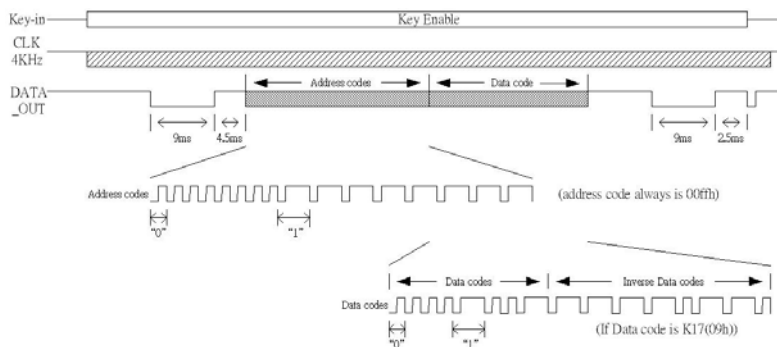 Key-in
Key Enable
CLK
4KHz
Address codes
Data code
DATA
_OUT
9ms
4.5ms
9ms
2.5ms
Address codes
(address code always is 00ffh)
"0"
"1"
Data codes
Inverse Data codes
Data codes
(If Data code is K17(09h))
"0"
"1"